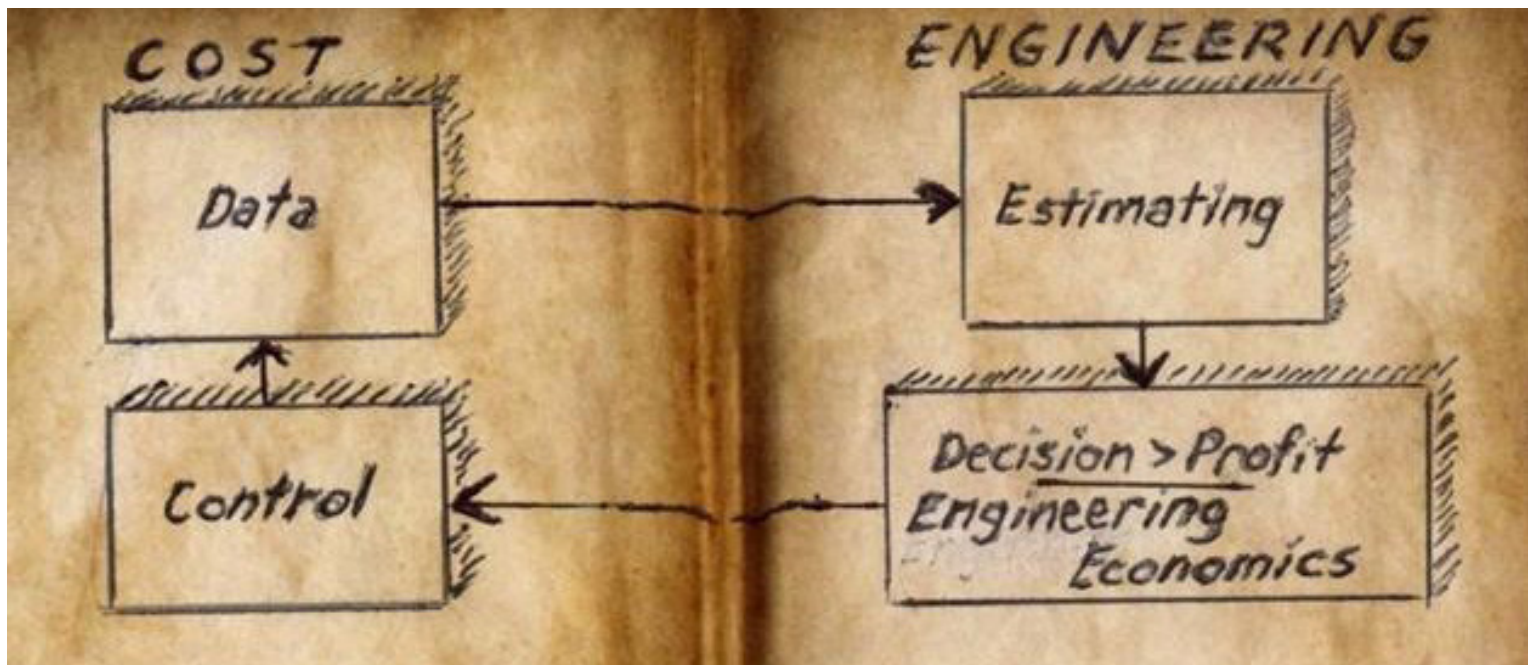 COST
ENGINEERING
Data
Estimating
Control
Decision > Profit
Engineering
Economics